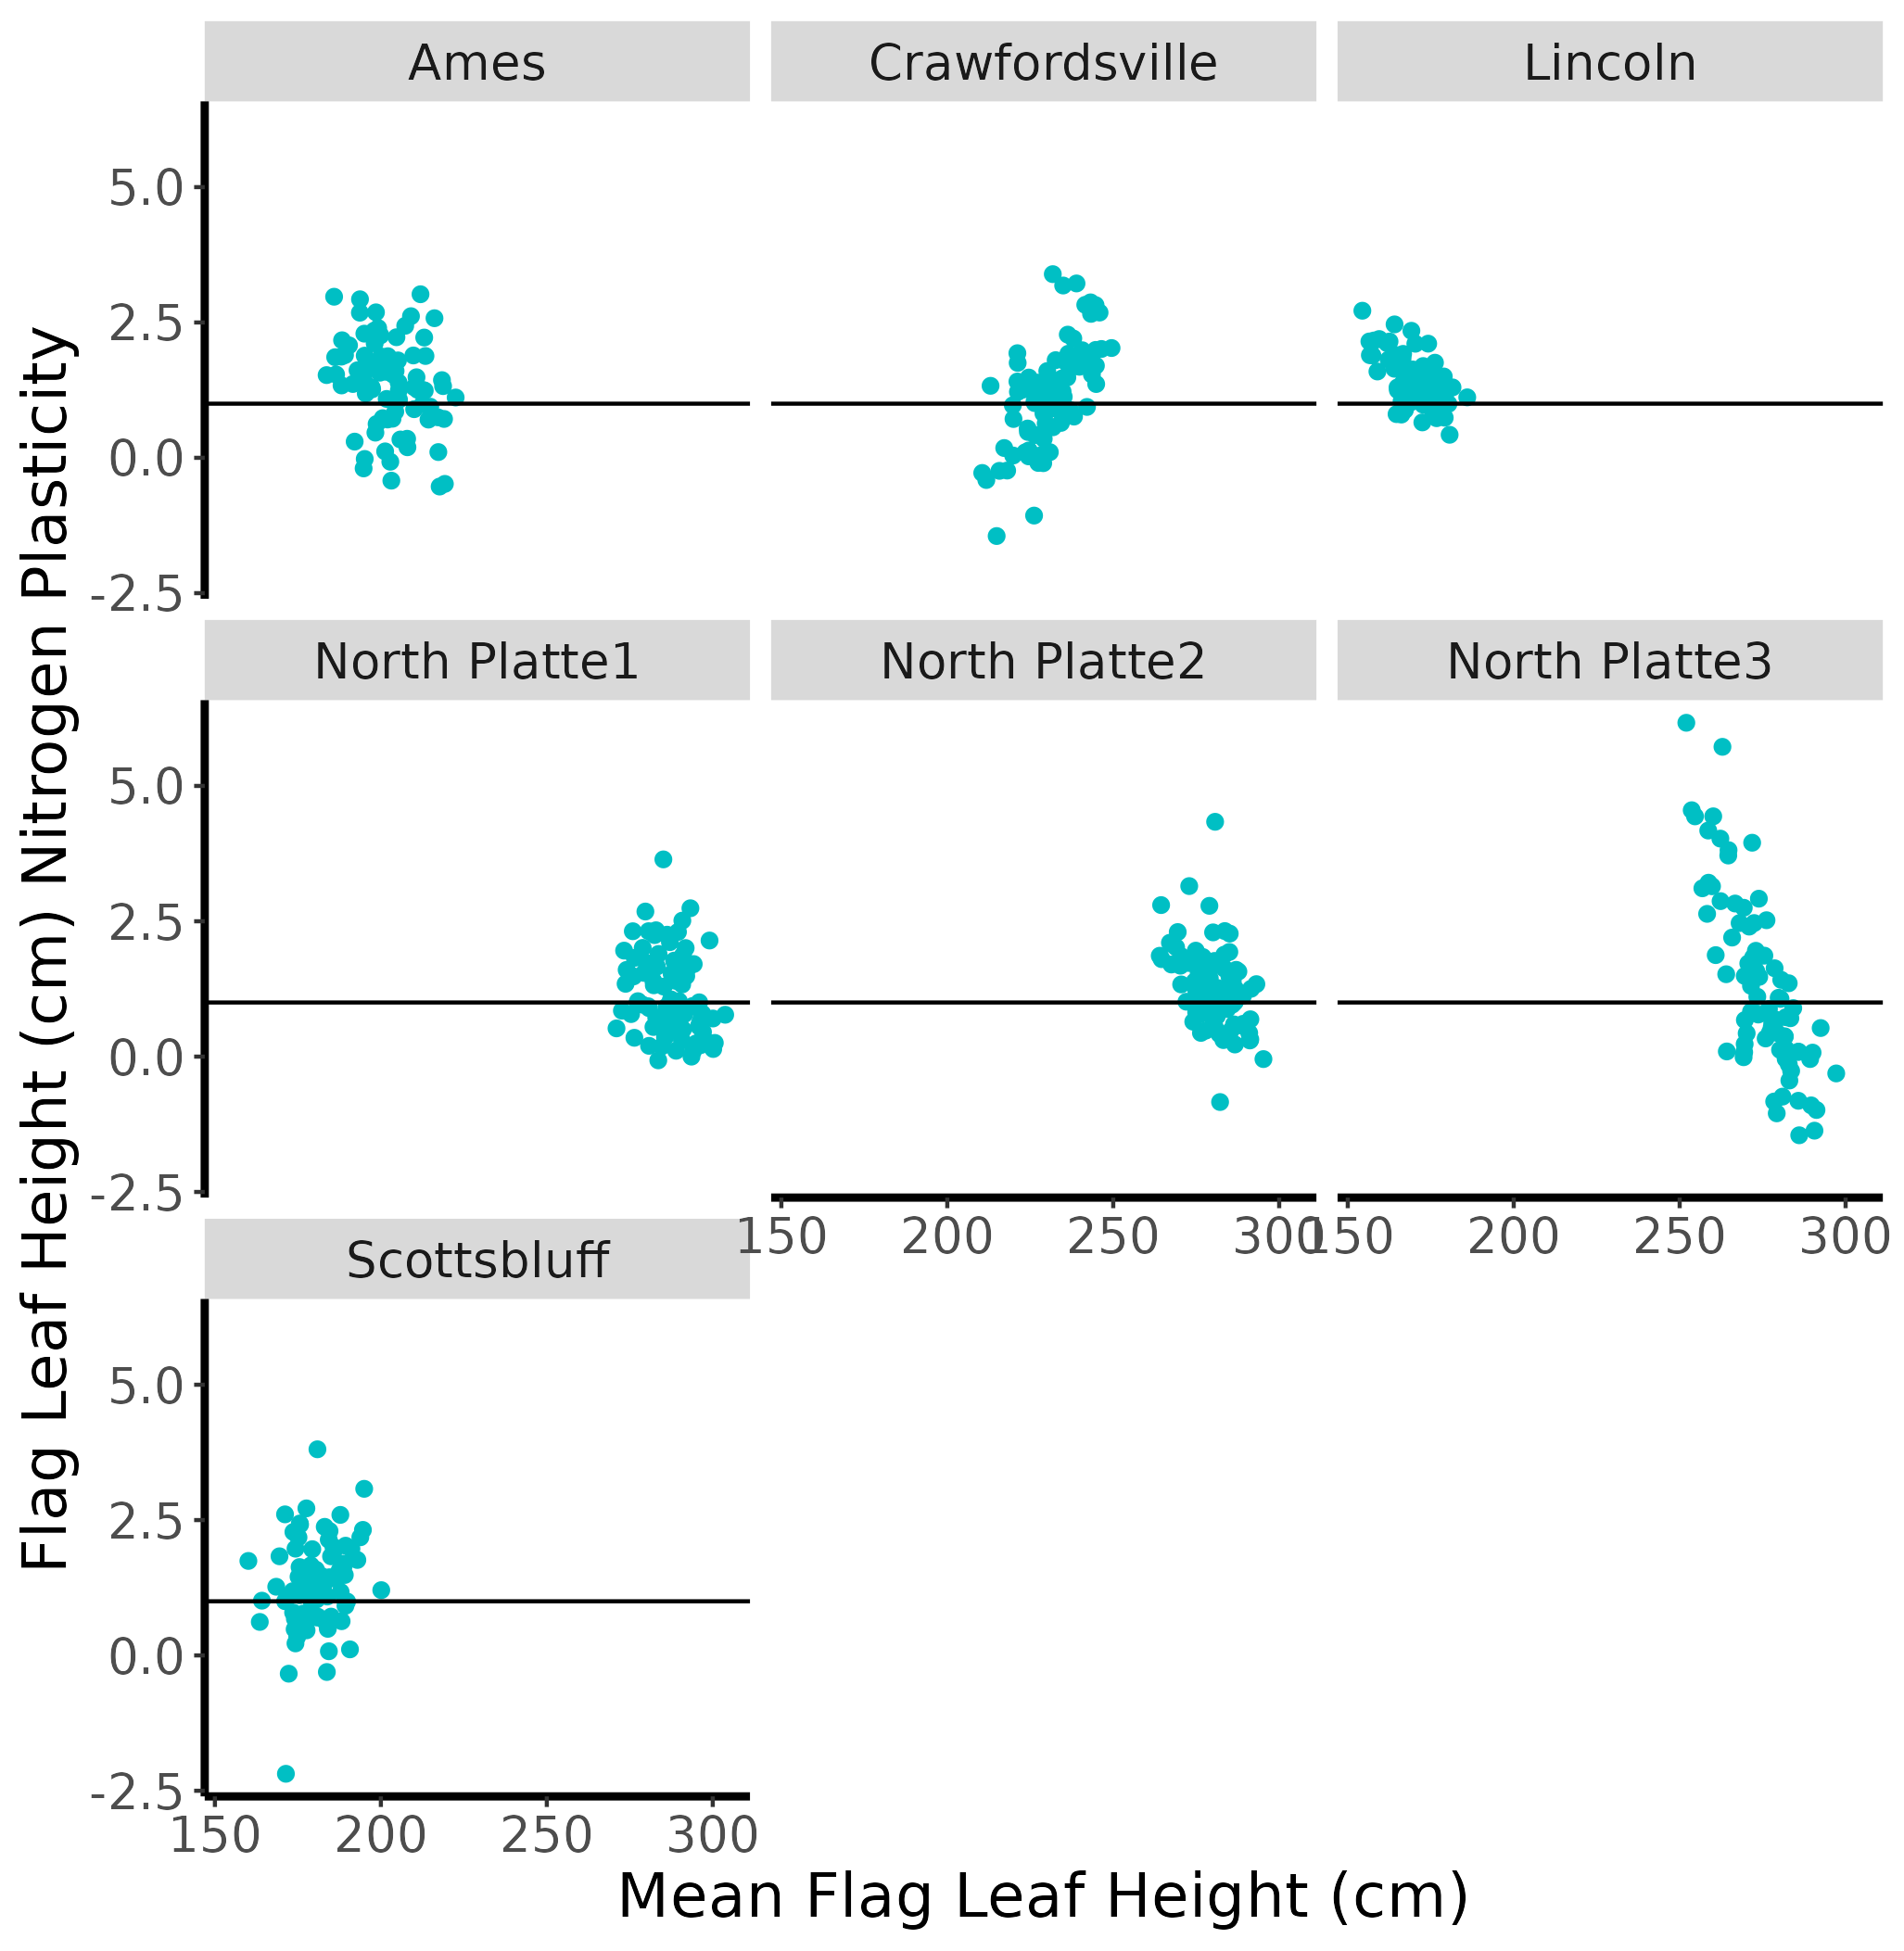 Ames Crawfordsville Lincoln
5.0
2.5
0.0
-2.5
North Platte1 North Platte2 North Platte3
5.0
2.5
0.0
-2.5
150 200 250 300 150 200 250 300
Scottsbluff
5.0
2.5
0.0
-2.5
150 200 250 300
Mean Flag Leaf Height (cm)
Flag Leaf Height (cm) Nitrogen Plasticity